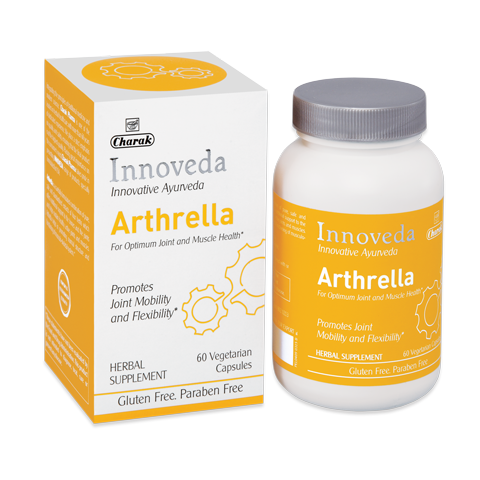 Charak
Innoveda
Innovative Ayurveda
Arthrella
For Optimum Joint and Muscle Health*
Promotes
Joint Mobility
and Flexibility*
HERBAL
SUPPLEMENT
60 Vegetarian
Capsules
Gluten Free. Paraben Free
Innoveda
Charak
Innovative Ayurveda
Arthrella
For Optimum Joint and Muscle Health*
Promotes Joint
Mobility and Flexibility*
HERBAL SUPPLEMENT
60 Vegetarian
Gluten Free. Paraben Free